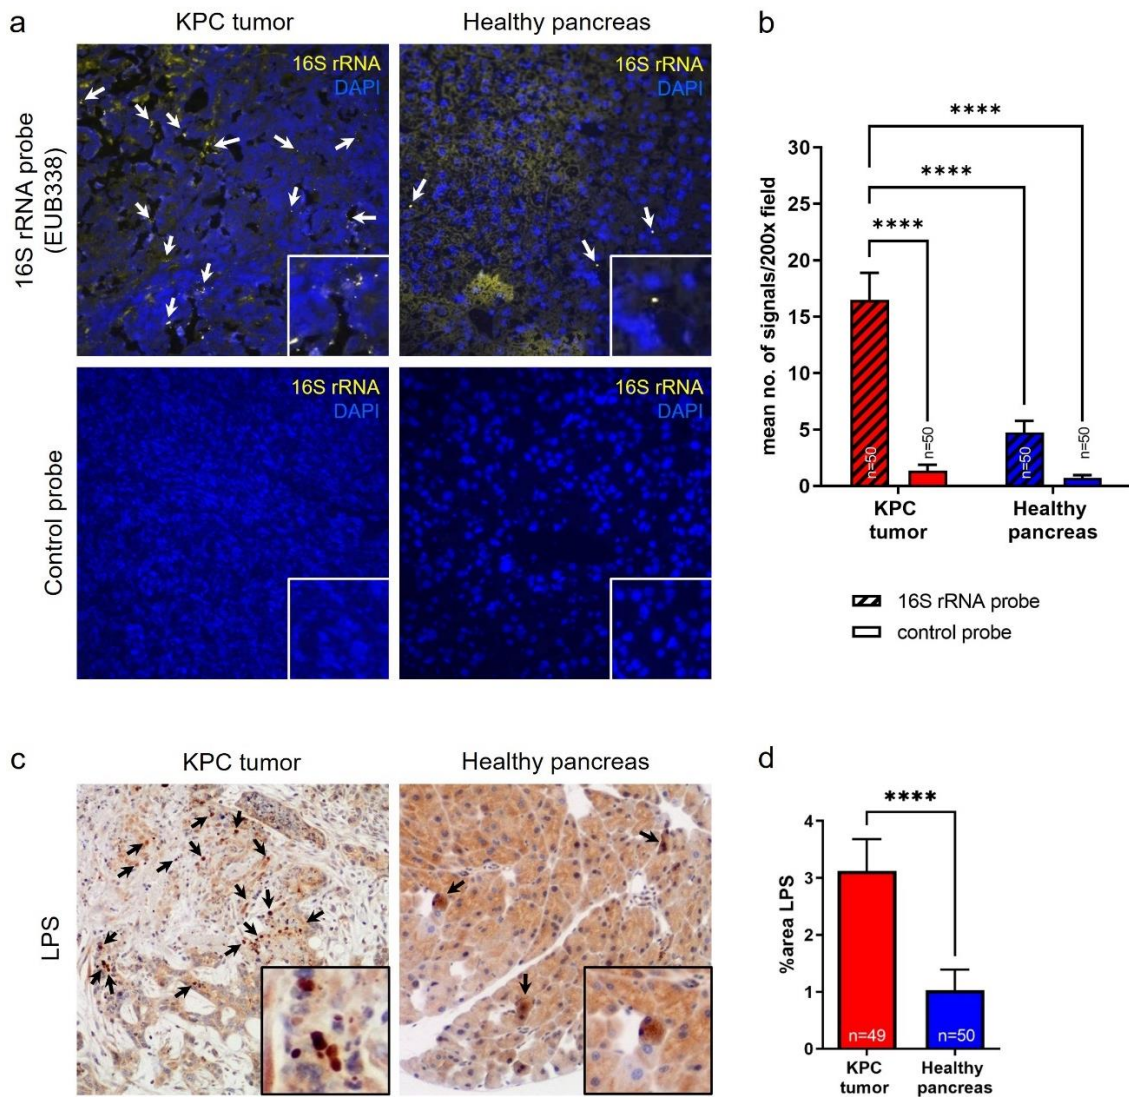 a
KPC tumor
Healthy pancreas
16S rRNA probe
(EUB338)
16S rRNA
DAPI
16S rRNA
DAPI
Control probe
16S rRNA
DAPI
16S rRNA
DAPI
b
****
****
****
mean no. of signals/200x field
30
25
20
15
10
5
0
n=50
n=50
n=50
n=50
KPC
tumor
Healthy
pancreas
16S rRNA probe
control probe
c
KPC tumor
Healthy pancreas
LPS
d
****
%area LPS
4
3
2
1
0
n=49
n=50
KPC
tumor
Healthy
pancreas